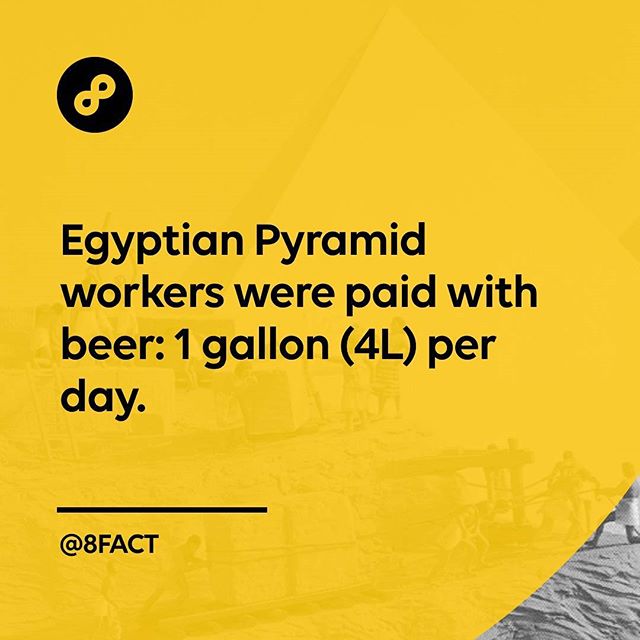 Egyptian Pyramid
workers were paid with
beer: 1 gallon (4L) per
day.
@8FACT